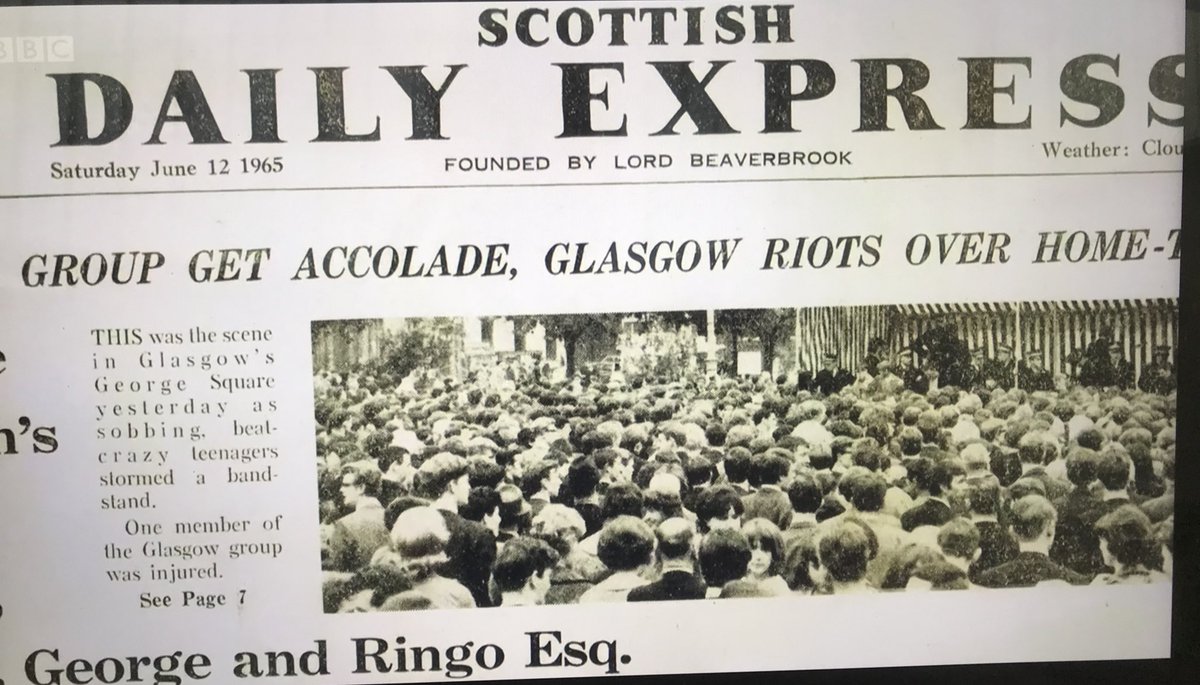 BBC
SCOTTISH
DAILY EXPRESS
Saturday June 12 1965
FOUNDED BY LORD BEAVERBROOK
Weather:
GROUP GET ACCOLADE, GLASGOW RIOTS OVER HOME-T
THIS was the scene
in Glasgow's
George Square
yesterday as
sobbing, beat-
crazy teenagers
stormed a band-
stand.
One member of
the Glasgow group
was injured.
See Page 7
n's
George and Ringo Esq.